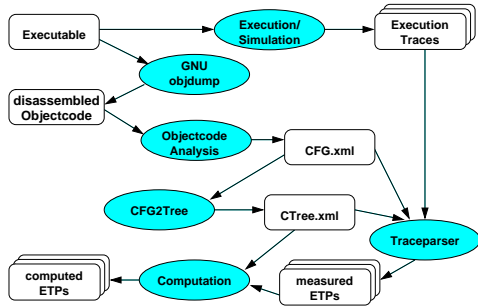 Executable
Execution/
Simulation
Execution
Traces
GNU
objdump
disassembled
Objectcode
Objectcode
Analysis
CFG.xml
CFG2Tree
CTree.xml
Traceparser
computed
ETPs
Computation
measured
ETPs